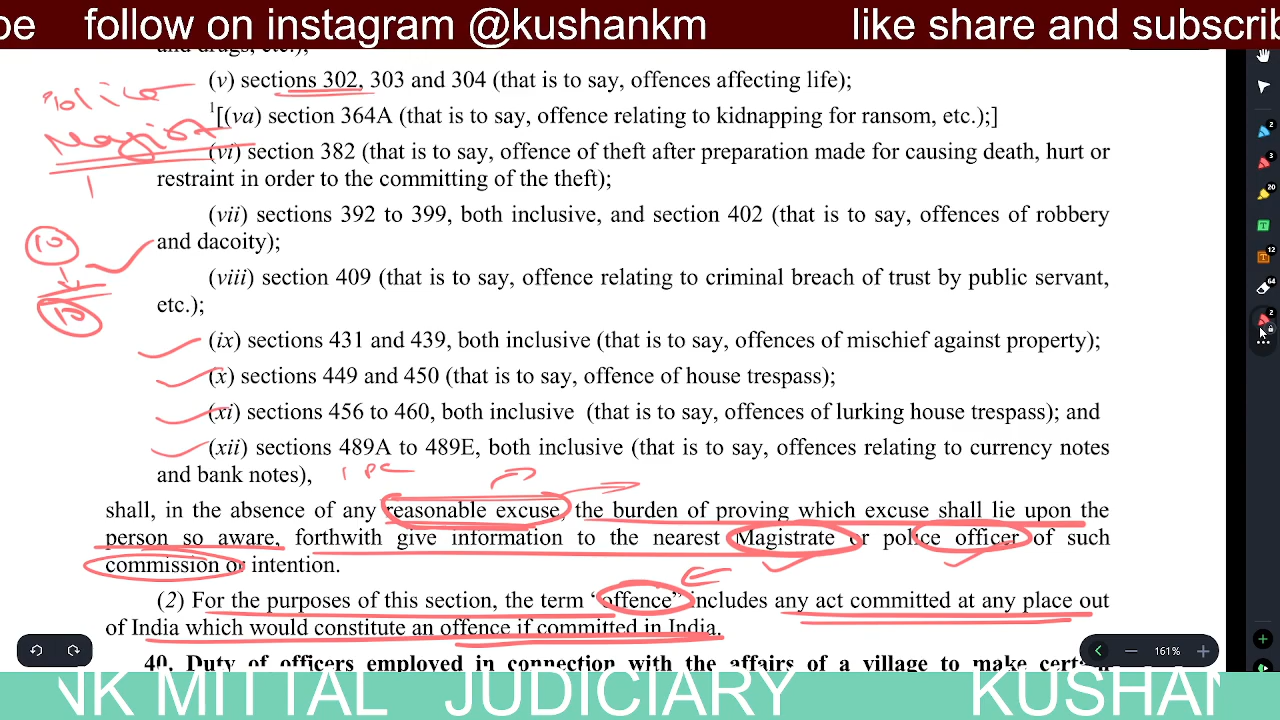 be follow on instagram @kushankm like share and subscrib
and drugs, etc.);
(v) sections 302, 303 and 304 (that is to say, offences affecting life);
Police
1[(va) section 364A (that is to say, offence relating to kidnapping for ransom, etc.);]
Magist
(vi) section 382 (that is to say, offence of theft after preparation made for causing death, hurt or
restraint in order to the committing of the theft);
(vii) sections 392 to 399, both inclusive, and section 402 (that is to say, offences of robbery
10
and dacoity);
(viii) section 409 (that is to say, offence relating to criminal breach of trust by public servant,
etc.);
10
(ix) sections 431 and 439, both inclusive (that is to say, offences of mischief against property);
(x) sections 449 and 450 (that is to say, offence of house trespass);
(xi) sections 456 to 460, both inclusive (that is to say, offences of lurking house trespass); and
(xii) sections 489A to 489E, both inclusive (that is to say, offences relating to currency notes
and bank notes), IPC
shall, in the absence of any reasonable excuse, the burden of proving which excuse shall lie upon the
person so aware, forthwith give information to the nearest Magistrate or police officer of such
commission or intention.
(2) For the purposes of this section, the term “offence” includes any act committed at any place out
of India which would constitute an offence if committed in India.
40. Duty of officers employed in connection with the affairs of a village to make certain
161%
NK MITTAL JUDICIARY KUSHAN